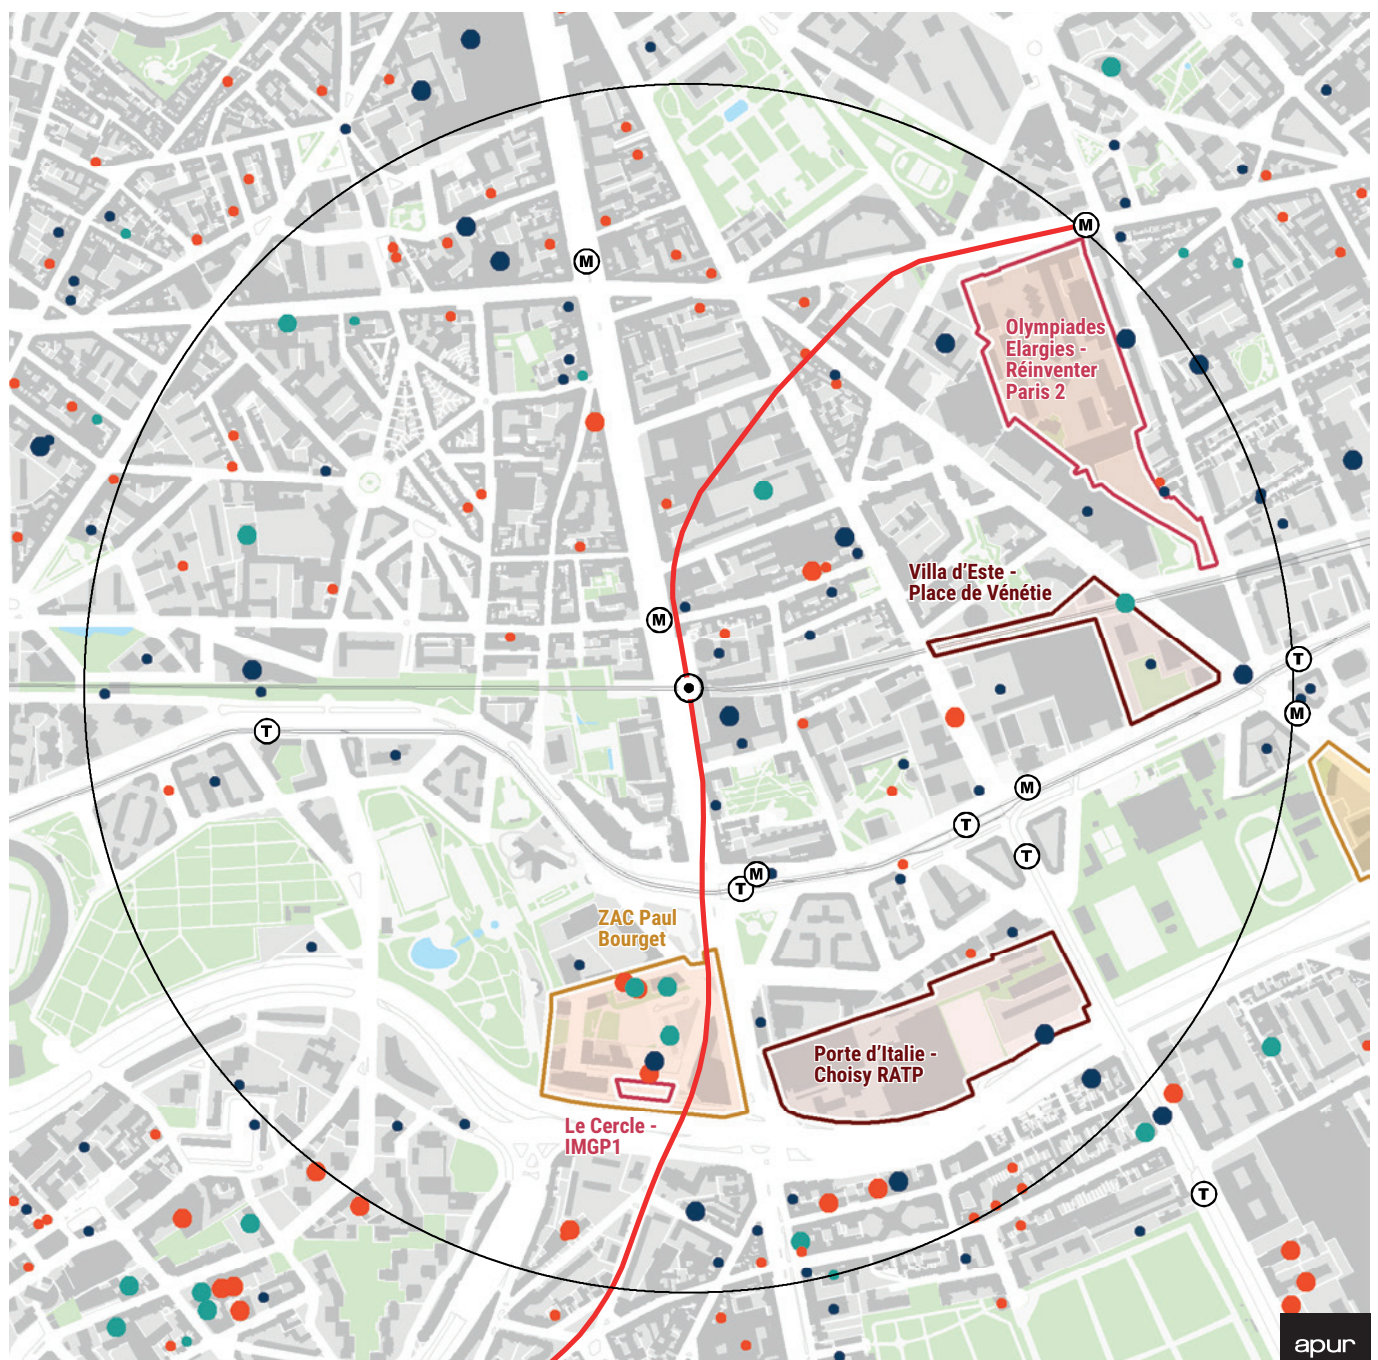 M
M
Olympiades
Elargies -
Réinventer
Paris 2
Villa d'Este -
Place de Vénétie
M
T
M
T
M
T
T
M
T
ZAC Paul
Bourget
Porte d'Italie -
Choisy RATP
Le Cercle -
IMGP1
T
apur